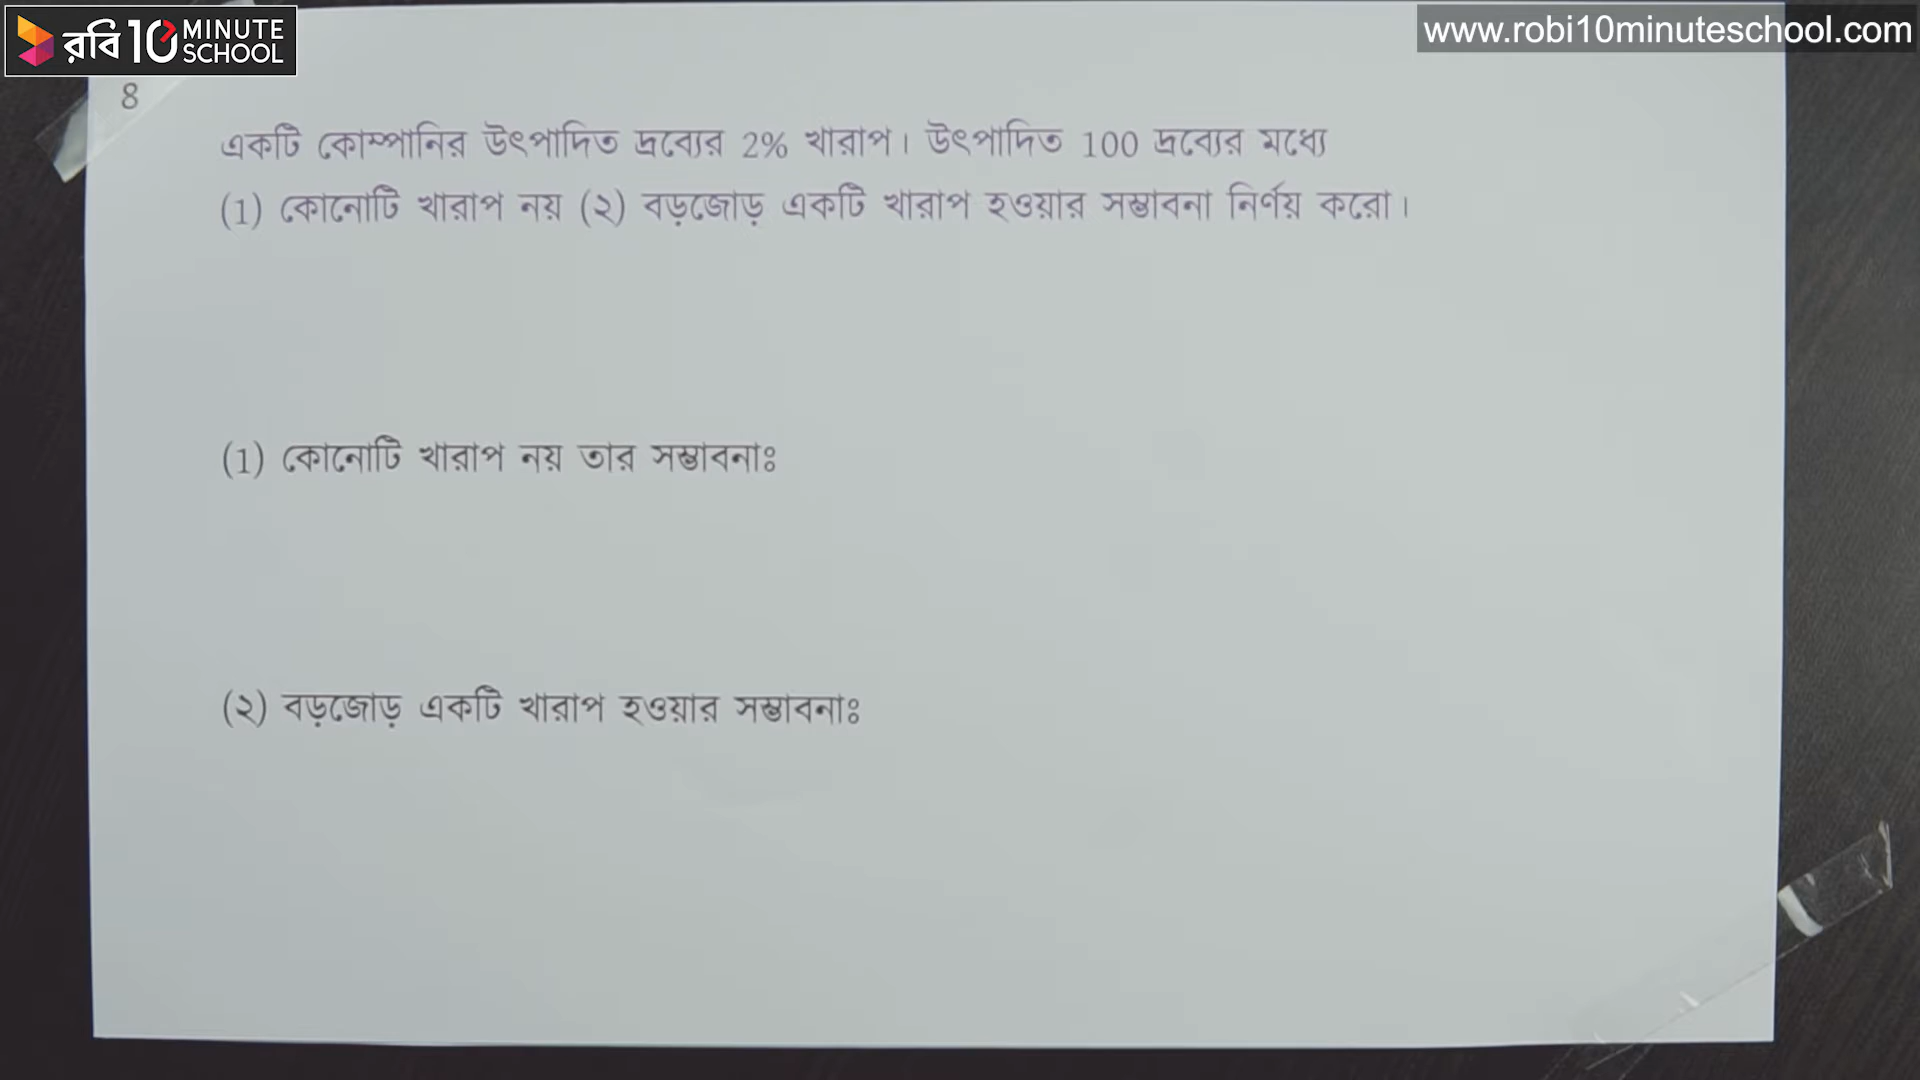 রবি 10 MINUTE SCHOOL
www.robi10minuteschool.com
8
একটি কোম্পানির উৎপাদিত দ্রব্যের 2% খারাপ। উৎপাদিত 100 দ্রব্যের মধ্যে
(1) কোনোটি খারাপ নয় (২) বড়জোড় একটি খারাপ হওয়ার সম্ভাবনা নির্ণয় করো।
(1) কোনোটি খারাপ নয় তার সম্ভাবনাঃ
(২) বড়জোড় একটি খারাপ হওয়ার সম্ভাবনাঃ